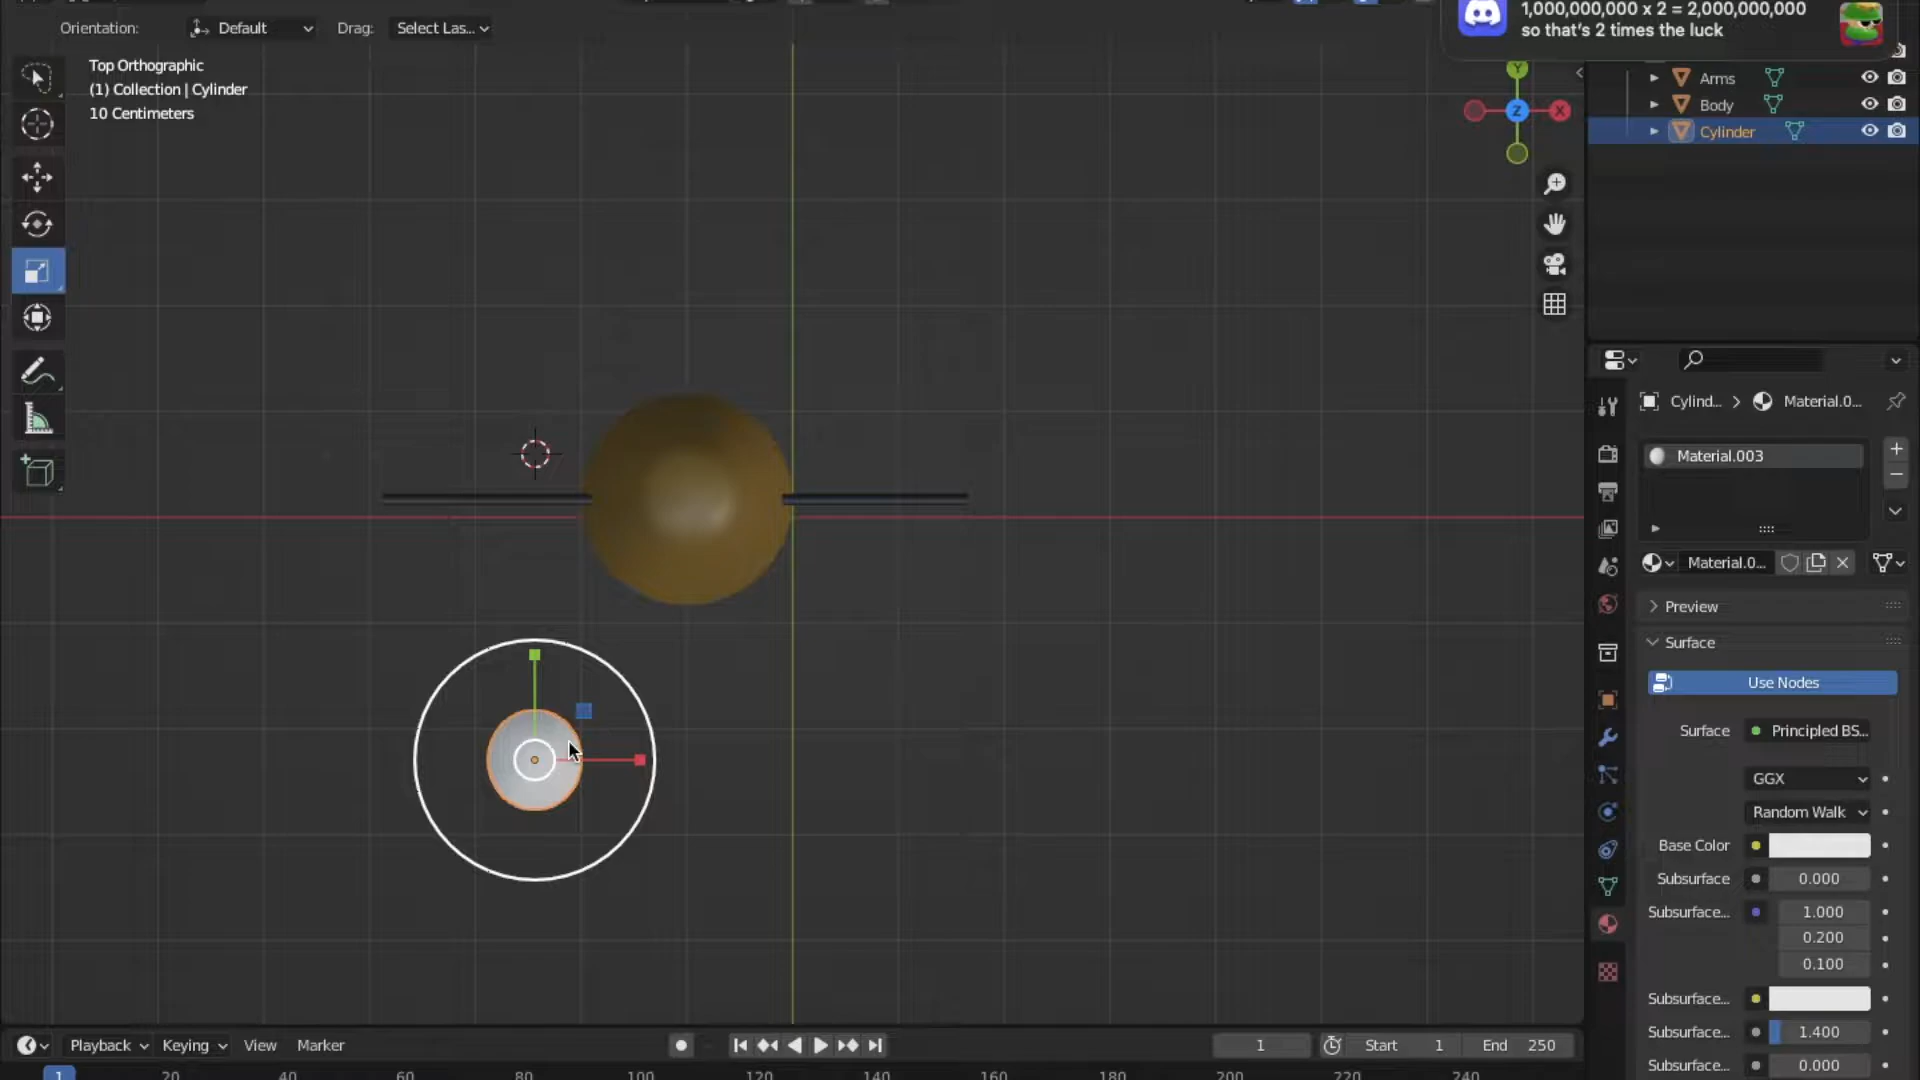 1,000,000,000 x 2 = 2,000,000,000
so that's 2 times the luck
Orientation:
Default
Drag:
Select Las...
Top Orthographic
(1) Collection | Cylinder
10 Centimeters
Y
X
Z
Arms
Body
Cylinder
Cylind...
Material.0...
Material.003
Material.0...
Preview
Surface
Use Nodes
Surface
Principled BS...
GGX
Random Walk
Base Color
Subsurface
0.000
Subsurface...
1.000
0.200
0.100
Subsurface...
Subsurface...
1.400
Subsurface...
0.000
Playback
Keying
View
Marker
1
Start
1
End
250
1
20
40
60
80
100
120
140
160
180
200
220
240